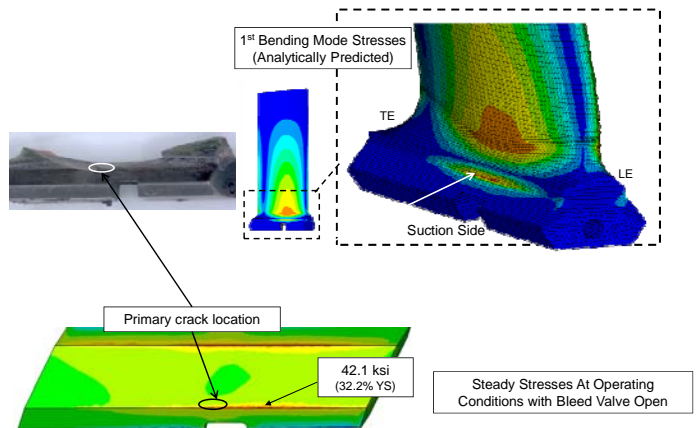 1st Bending Mode Stresses
(Analytically Predicted)
TE
LE
Suction Side
Primary crack location
42.1 ksi
(32.2% YS)
Steady Stresses At Operating
Conditions with Bleed Valve Open